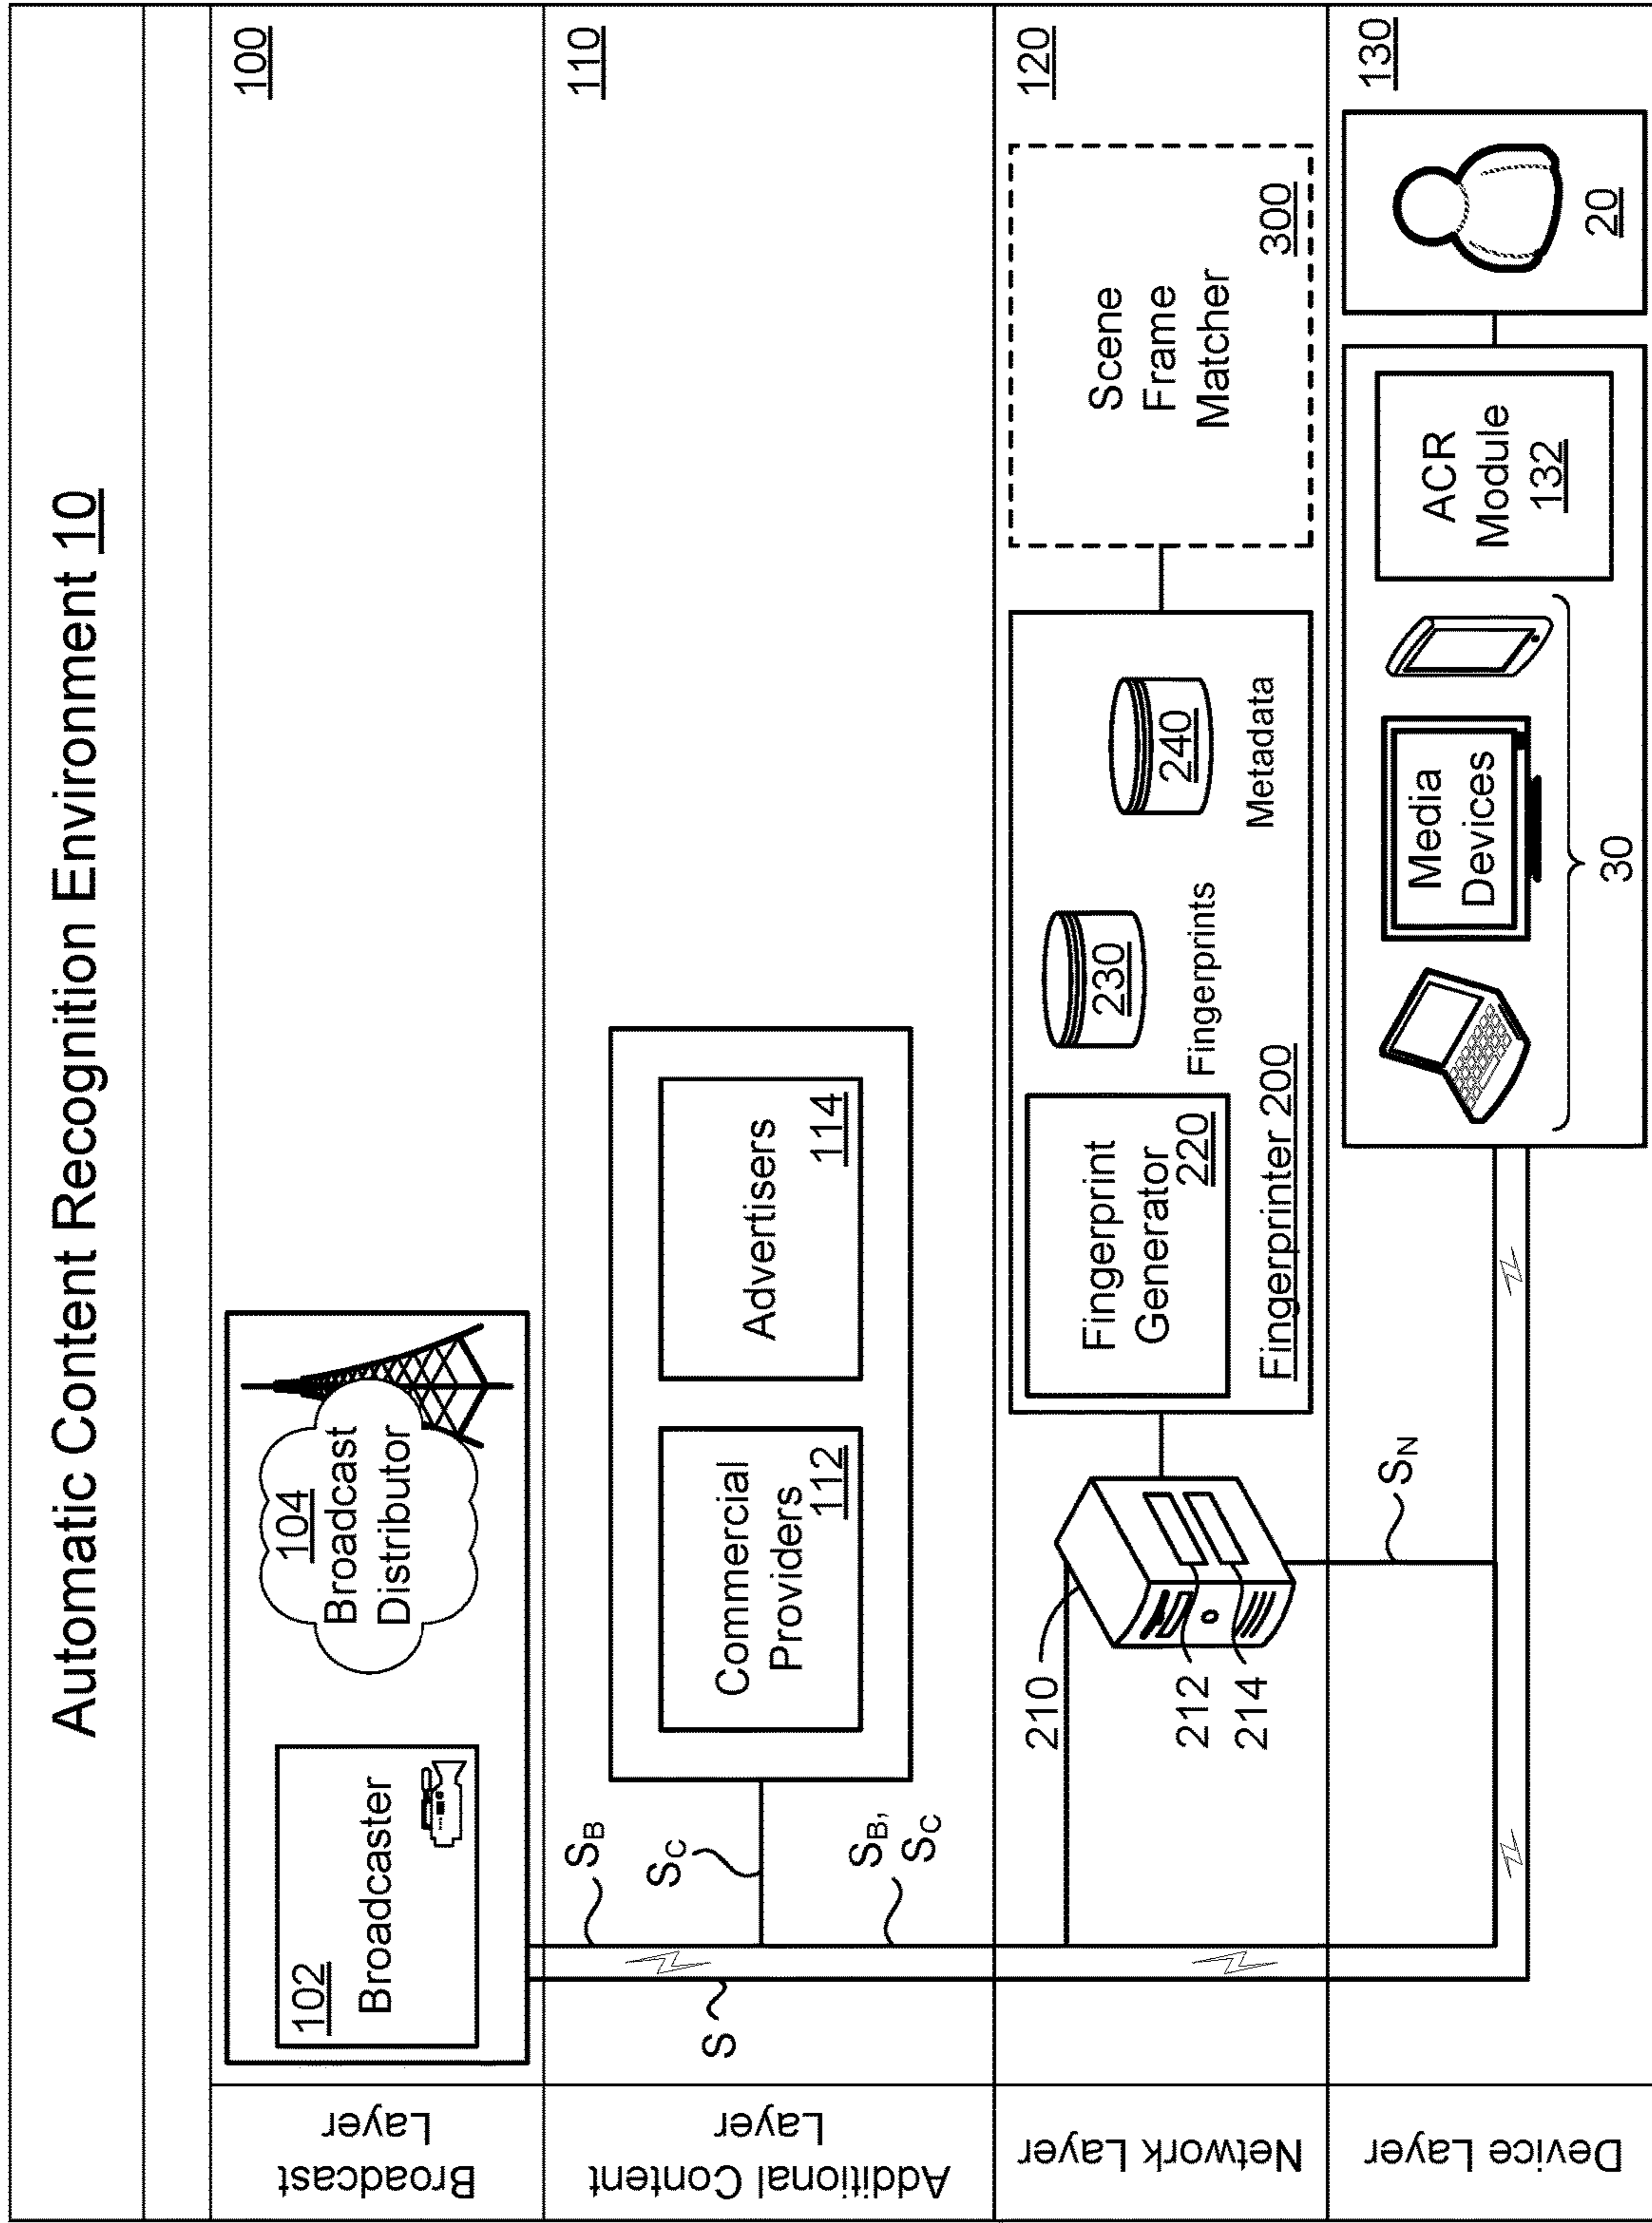 Automatic Content Recognition Environment 10
Broadcast
Layer
100
102
Broadcaster
104
Broadcast
Distributor
Additional Content
Layer
110
S
SB
SC
SB,
SC
Commercial
Providers
112
Advertisers
114
Network Layer
120
210
212
214
Fingerprint
Generator
220
Fingerprinter 200
230
Fingerprints
240
Metadata
Scene
Frame
Matcher
300
Device Layer
130
SN
Media
Devices
30
ACR
Module
132
20